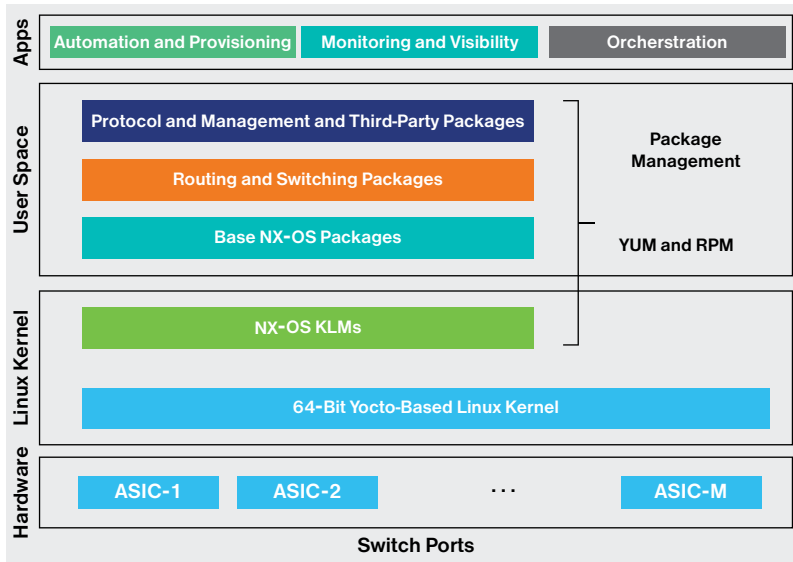 Apps
Automation and Provisioning
Monitoring and Visibility
Orcherstration
User Space
Protocol and Management and Third-Party Packages
Routing and Switching Packages
Base NX-OS Packages
Package
Management
YUM and RPM
Linux Kernel
NX-OS KLMs
64-Bit Yocto-Based Linux Kernel
Hardware
ASIC-1
ASIC-2
...
ASIC-M
Switch Ports